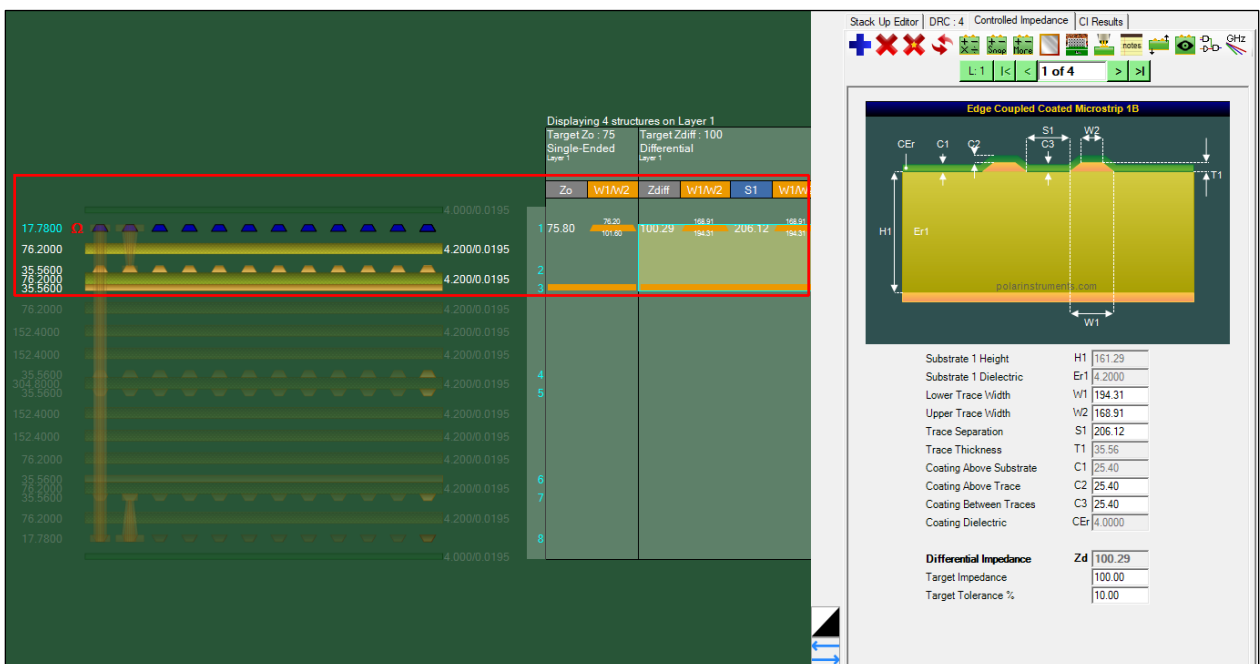 Stack Up Editor DRC : 4 Controlled Impedance CI Results
Snap More notes GHz
L: 1 |< < 1 of 4 > >|
Displaying 4 structures on Layer 1
Target Zo : 75 Target Zdiff : 100
Single-Ended Differential
Layer 1 Layer 1
Zo W1/W2 Zdiff W1/W2 S1 W1/W
4.000/0.0195
17.7800 Ω 1 75.80 76.20 101.60 100.29 168.91 194.31 206.12 168.91 194.31
76.2000 4.200/0.0195
35.5600 2
76.2000 4.200/0.0195
35.5600 3
76.2000 4.200/0.0195
152.4000 4.200/0.0195
152.4000 4.200/0.0195
35.5600 4
304.8000 4.200/0.0195
35.5600 5
152.4000 4.200/0.0195
152.4000 4.200/0.0195
76.2000 4.200/0.0195
35.5600 6
76.2000 4.200/0.0195
35.5600 7
76.2000 4.200/0.0195
17.7800 8
4.000/0.0195
Edge Coupled Coated Microstrip 1B
S1 W2
CEr C1 C2 C3
T1
H1 Er1
polarinstruments.com
W1
Substrate 1 Height H1 161.29
Substrate 1 Dielectric Er1 4.2000
Lower Trace Width W1 194.31
Upper Trace Width W2 168.91
Trace Separation S1 206.12
Trace Thickness T1 35.56
Coating Above Substrate C1 25.40
Coating Above Trace C2 25.40
Coating Between Traces C3 25.40
Coating Dielectric CEr 4.0000
Differential Impedance Zd 100.29
Target Impedance 100.00
Target Tolerance % 10.00